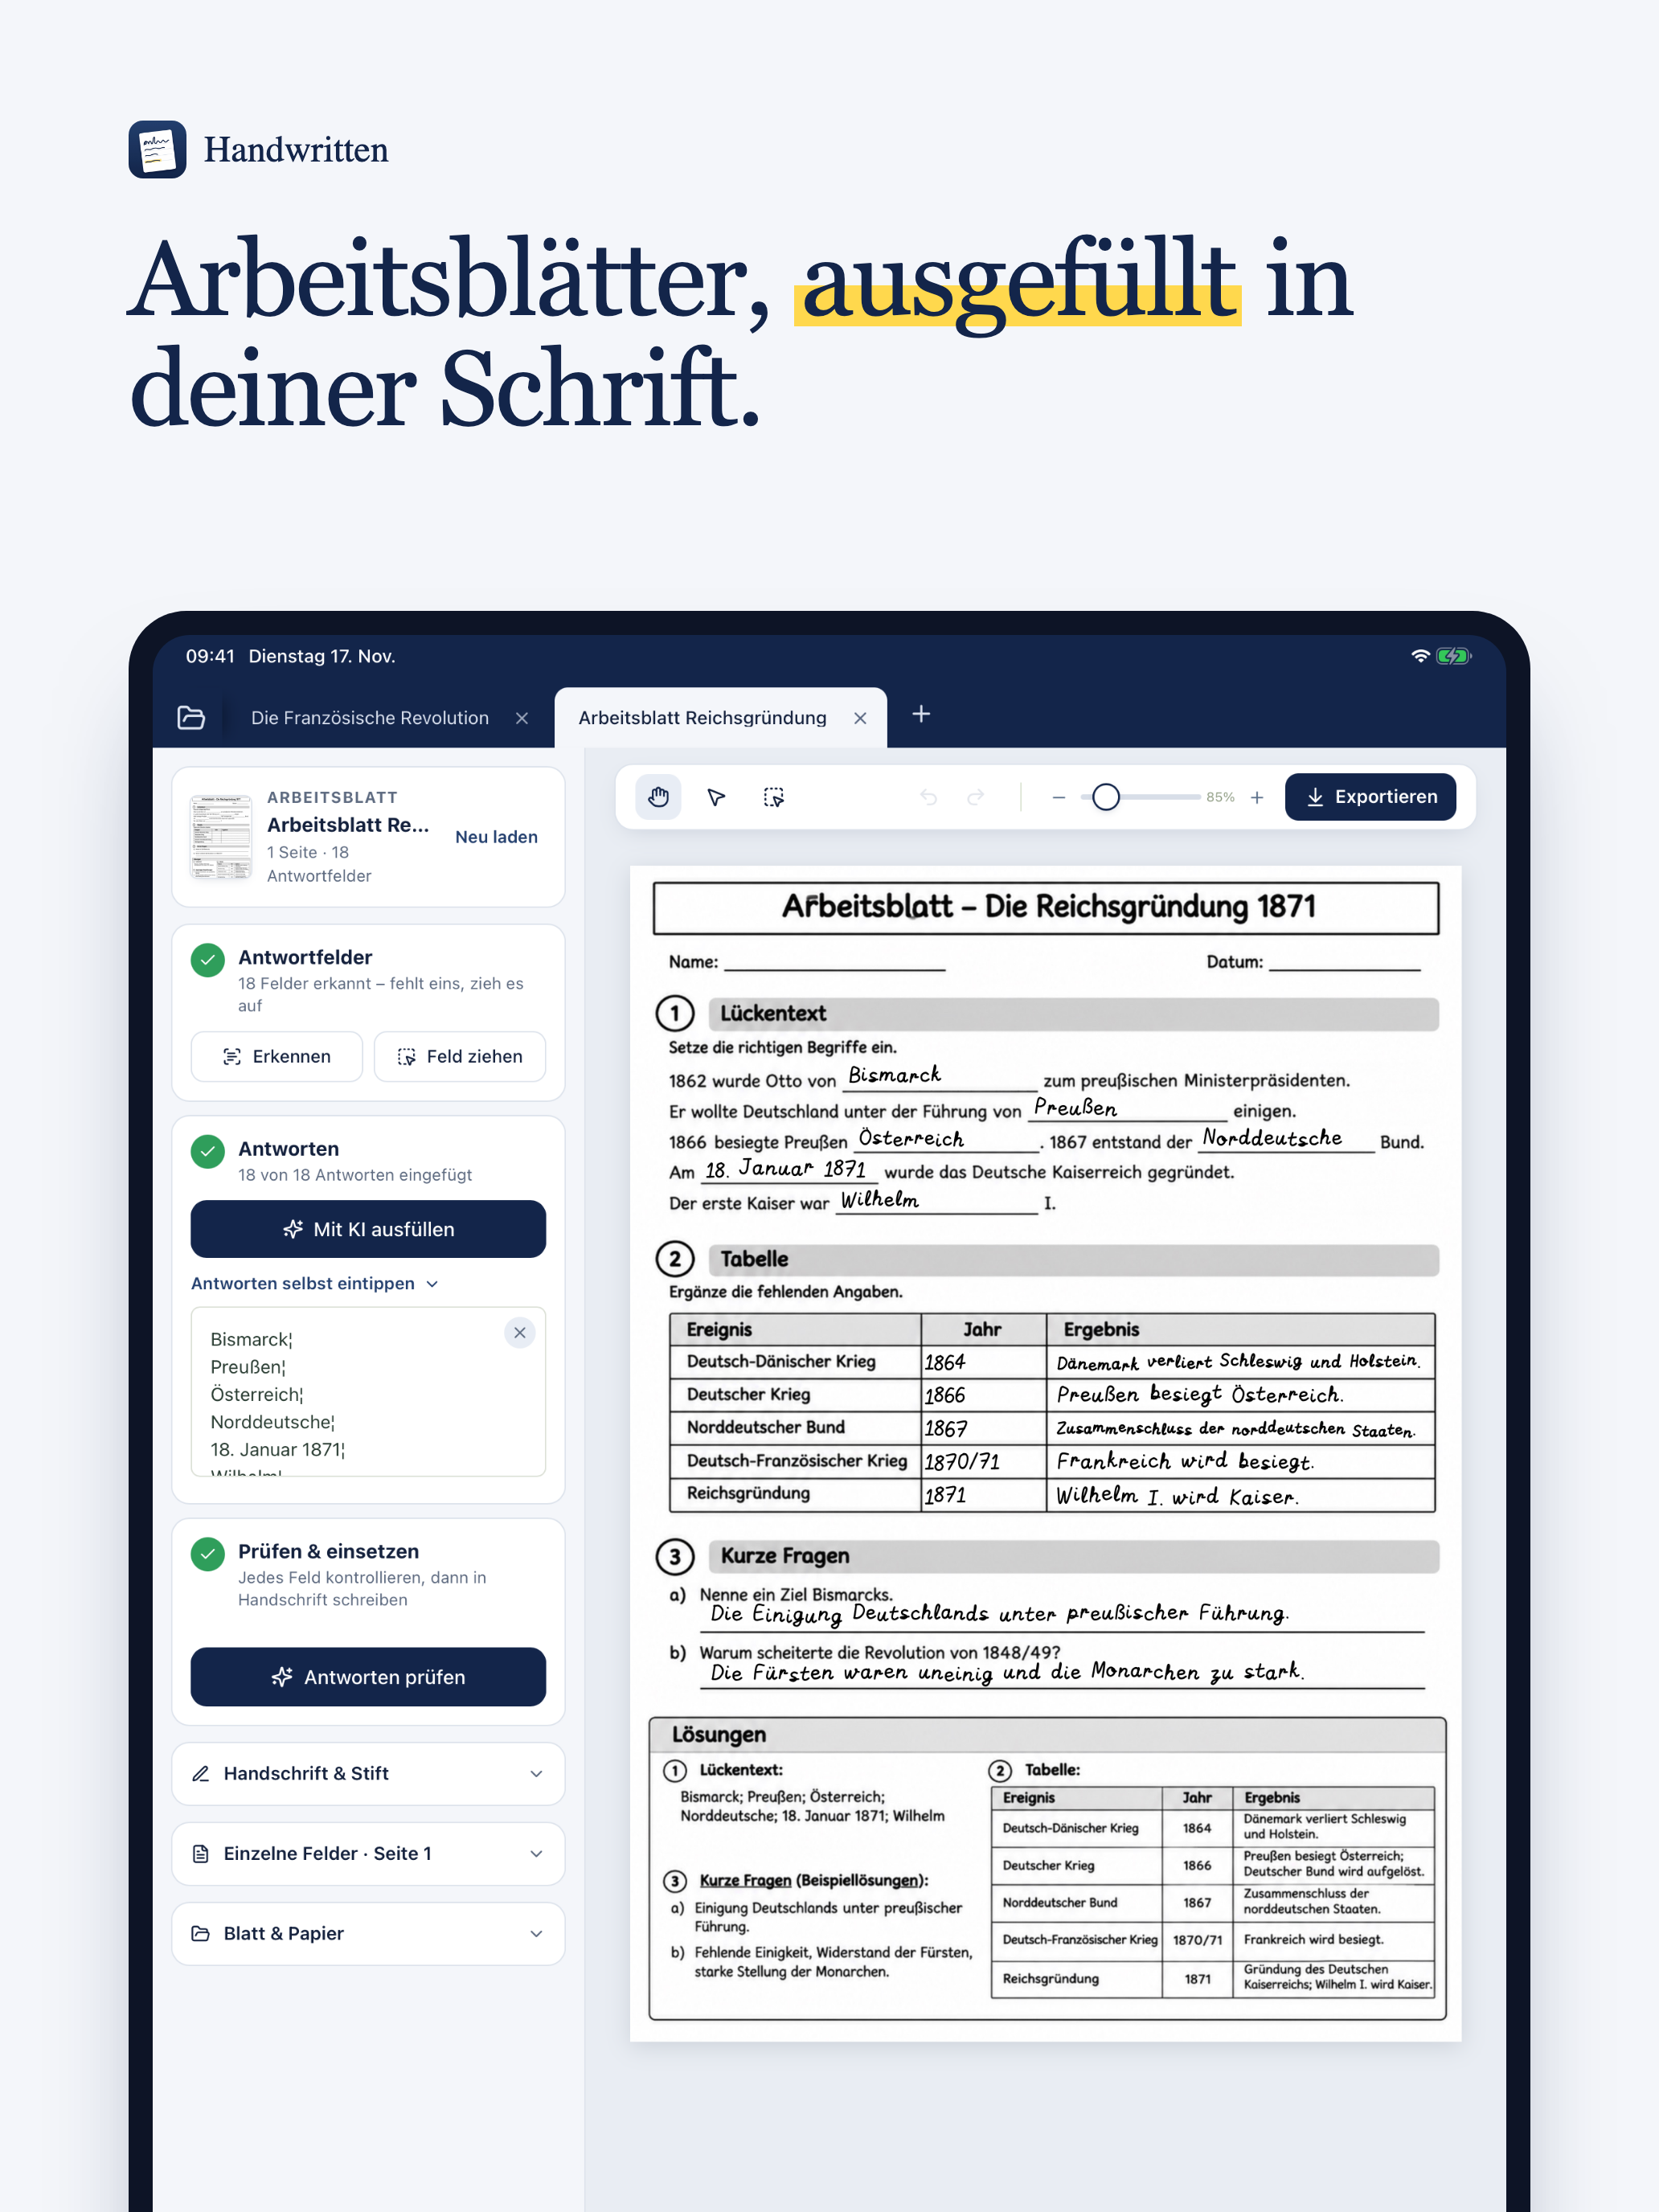 Handwritten
Arbeitsblätter, ausgefüllt in
deiner Schrift.
09:41 Dienstag 17. Nov.
Die Französische Revolution
Arbeitsblatt Reichsgründung
ARBEITSBLATT
Arbeitsblatt Re...
1 Seite · 18
Antwortfelder
Neu laden
Antwortfelder
18 Felder erkannt – fehlt eins, zieh es
auf
Erkennen
Feld ziehen
Antworten
18 von 18 Antworten eingefügt
Mit KI ausfüllen
Antworten selbst eintippen
Bismarck¦
Preußen¦
Österreich¦
Norddeutsche¦
18. Januar 1871¦
Wilhelm¦
Prüfen & einsetzen
Jedes Feld kontrollieren, dann in
Handschrift schreiben
Antworten prüfen
Handschrift & Stift
Einzelne Felder · Seite 1
Blatt & Papier
85%
Exportieren
Arbeitsblatt – Die Reichsgründung 1871
Name: Datum:
1 Lückentext
Setze die richtigen Begriffe ein.
1862 wurde Otto von Bismarck zum preußischen Ministerpräsidenten.
Er wollte Deutschland unter der Führung von Preußen einigen.
1866 besiegte Preußen Österreich. 1867 entstand der Norddeutsche Bund.
Am 18. Januar 1871 wurde das Deutsche Kaiserreich gegründet.
Der erste Kaiser war Wilhelm I.
2 Tabelle
Ergänze die fehlenden Angaben.
Ereignis Jahr Ergebnis
Deutsch-Dänischer Krieg 1864 Dänemark verliert Schleswig und Holstein.
Deutscher Krieg 1866 Preußen besiegt Österreich.
Norddeutscher Bund 1867 Zusammenschluss der norddeutschen Staaten.
Deutsch-Französischer Krieg 1870/71 Frankreich wird besiegt.
Reichsgründung 1871 Wilhelm I. wird Kaiser.
3 Kurze Fragen
a) Nenne ein Ziel Bismarcks.
Die Einigung Deutschlands unter preußischer Führung.
b) Warum scheiterte die Revolution von 1848/49?
Die Fürsten waren uneinig und die Monarchen zu stark.
Lösungen
1 Lückentext:
Bismarck; Preußen; Österreich;
Norddeutsche; 18. Januar 1871; Wilhelm
3 Kurze Fragen (Beispiellösungen):
a) Einigung Deutschlands unter preußischer
Führung.
b) Fehlende Einigkeit, Widerstand der Fürsten,
starke Stellung der Monarchen.
2 Tabelle:
Ereignis Jahr Ergebnis
Deutsch-Dänischer Krieg 1864 Dänemark verliert Schleswig
und Holstein.
Deutscher Krieg 1866 Preußen besiegt Österreich;
Deutscher Bund wird aufgelöst.
Norddeutscher Bund 1867 Zusammenschluss der
norddeutschen Staaten.
Deutsch-Französischer Krieg 1870/71 Frankreich wird besiegt.
Reichsgründung 1871 Gründung des Deutschen
Kaiserreichs; Wilhelm I. wird Kaiser.